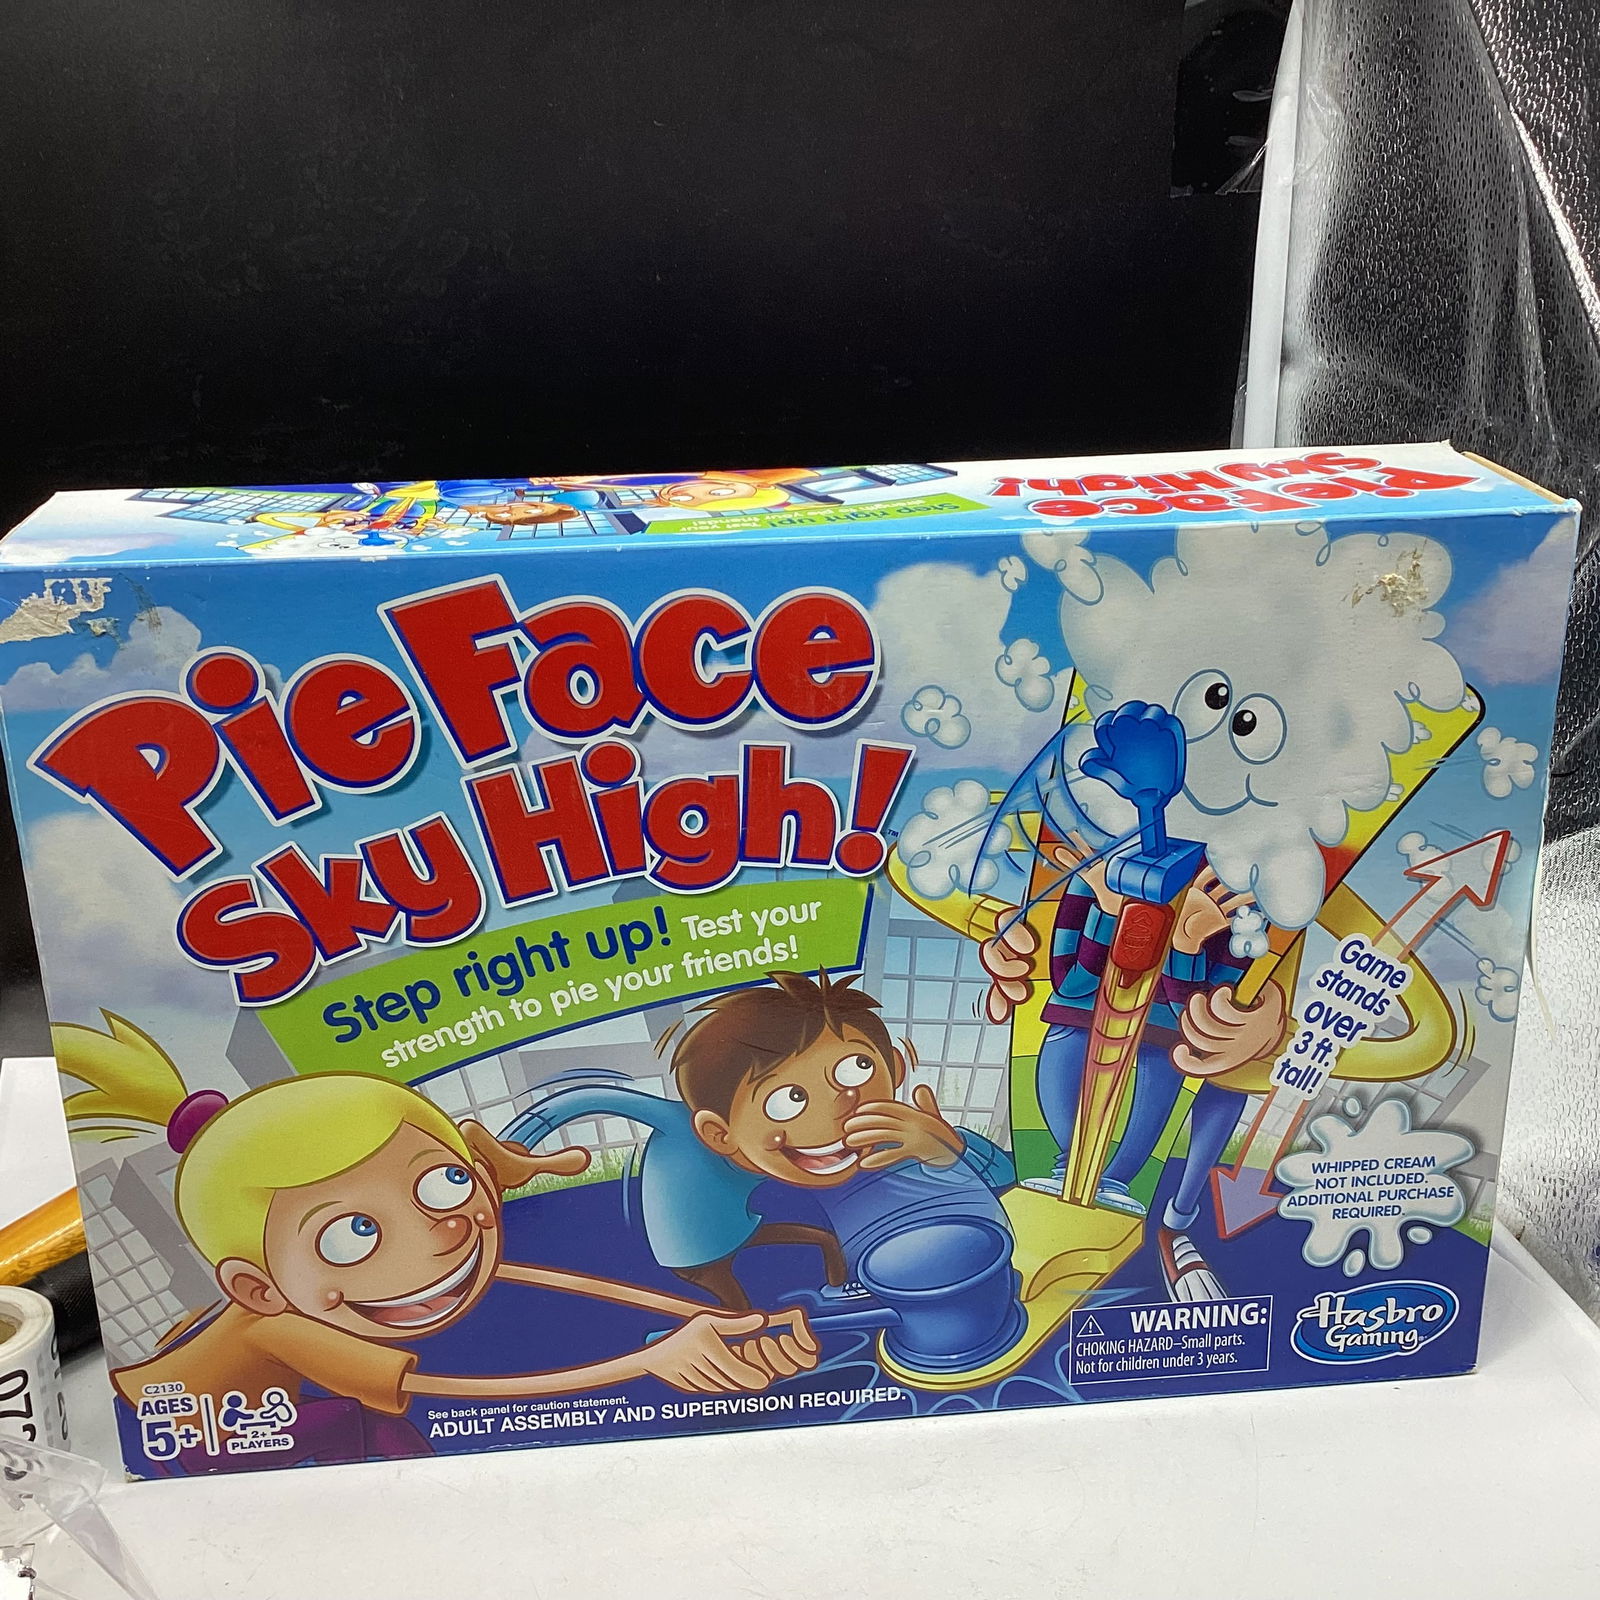 Pie Face
Sky High!
Step right up!
Pie Face
Sky High!™
Step right up! Test your
strength to pie your friends!
Game
stands
over
3 ft.
tall!
WHIPPED CREAM
NOT INCLUDED.
ADDITIONAL PURCHASE
REQUIRED.
WARNING:
CHOKING HAZARD–Small parts.
Not for children under 3 years.
Hasbro
Gaming
C2130
AGES
5+
2+
PLAYERS
See back panel for caution statement.
ADULT ASSEMBLY AND SUPERVISION REQUIRED.